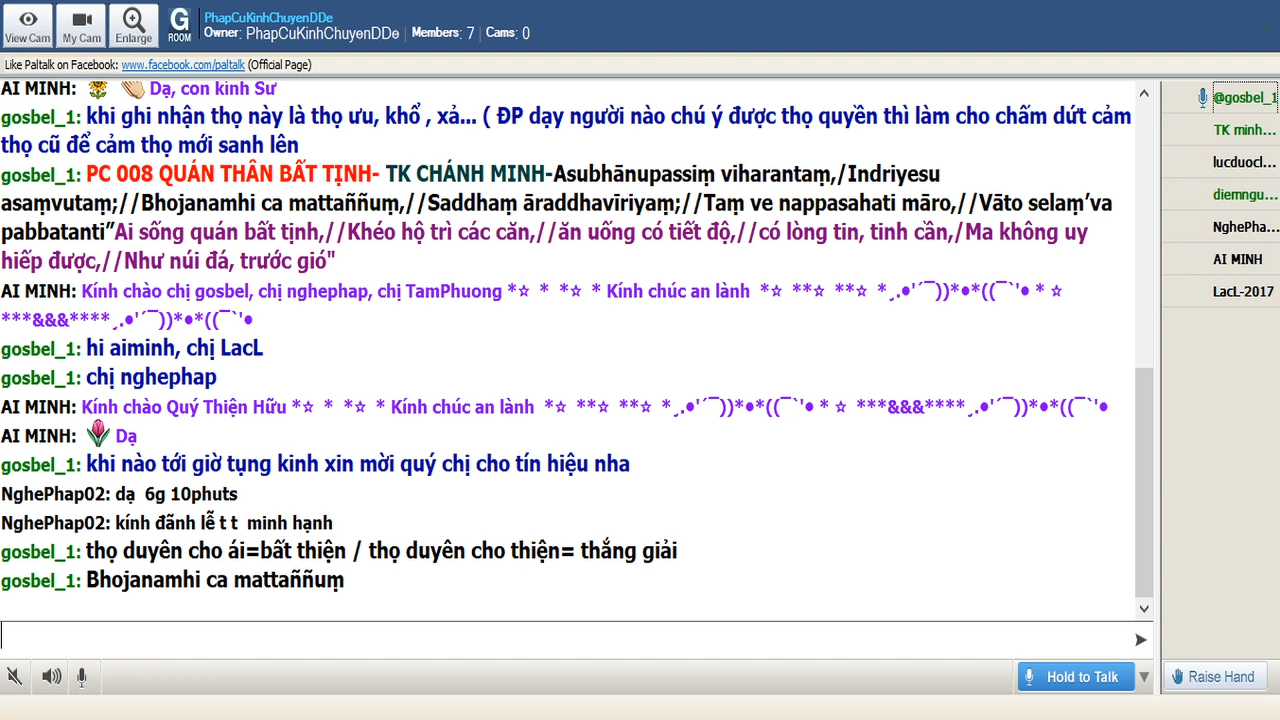 View Cam
My Cam
Enlarge
G
ROOM
PhapCuKinhChuyenDDe
Owner: PhapCuKinhChuyenDDe | Members: 7 | Cams: 0
Like Paltalk on Facebook: www.facebook.com/paltalk (Official Page)
AI MINH: Dạ, con kinh Sư
gosbel_1: khi ghi nhận thọ này là thọ ưu, khổ , xả... ( ĐP dạy người nào chú ý được thọ quyền thì làm cho chấm dứt cảm
thọ cũ để cảm thọ mới sanh lên
gosbel_1: PC 008 QUÁN THÂN BẤT TỊNH- TK CHÁNH MINH-Asubhānupassiṃ viharantaṃ,/Indriyesu
asaṃvutaṃ;//Bhojanamhi ca mattaññuṃ,//Saddhaṃ āraddhavīriyaṃ;//Taṃ ve nappasahati māro,//Vāto selaṃ’va
pabbatanti”Ai sống quán bất tịnh,//Khéo hộ trì các căn,//ăn uống có tiết độ,//có lòng tin, tinh cần,/Ma không uy
hiếp được,//Như núi đá, trước gió"
AI MINH: Kính chào chị gosbel, chị nghephap, chị TamPhuong *☆ * *☆ * Kính chúc an lành *☆ **☆ **☆ *¸.•'´¯))*•*((¯`'• * ☆
***&&&****¸.•'´¯))*•*((¯`'•
gosbel_1: hi aiminh, chị LacL
gosbel_1: chị nghephap
AI MINH: Kính chào Quý Thiện Hữu *☆ * *☆ * Kính chúc an lành *☆ **☆ **☆ *¸.•'´¯))*•*((¯`'• * ☆ ***&&&****¸.•'´¯))*•*((¯`'•
AI MINH: Dạ
gosbel_1: khi nào tới giờ tụng kinh xin mời quý chị cho tín hiệu nha
NghePhap02: dạ 6g 10phuts
NghePhap02: kính đãnh lễ t t minh hạnh
gosbel_1: thọ duyên cho ái=bất thiện / thọ duyên cho thiện= thắng giải
gosbel_1: Bhojanamhi ca mattaññuṃ
@gosbel_1
TK minh...
lucduocl...
diemngu...
NghePha...
AI MINH
LacL-2017
Hold to Talk
Raise Hand